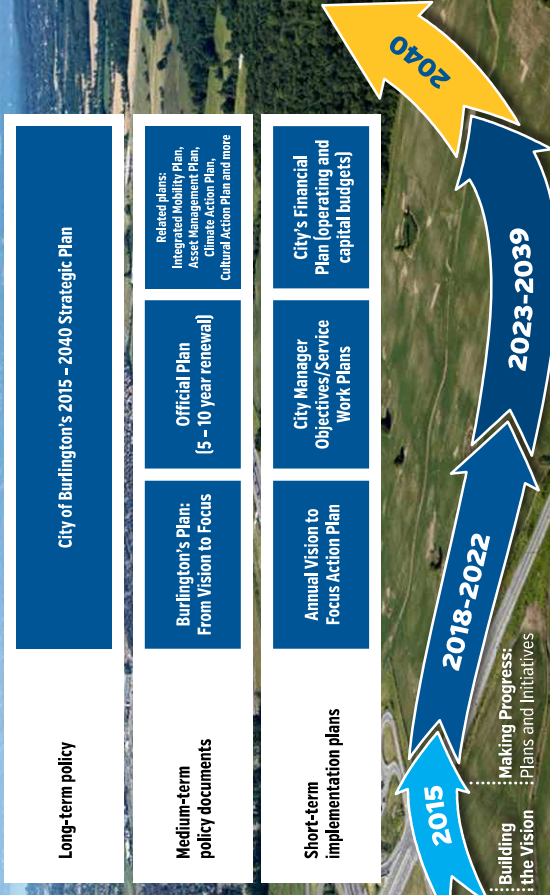 Long-term policy
City of Burlington's 2015 – 2040 Strategic Plan
Medium-term
policy documents
Burlington's Plan:
From Vision to Focus
Official Plan
(5 – 10 year renewal)
Related plans:
Integrated Mobility Plan,
Asset Management Plan,
Climate Action Plan,
Cultural Action Plan and more
Short-term
implementation plans
Annual Vision to
Focus Action Plan
City Manager
Objectives/Service
Work Plans
City's Financial
Plan (operating and
capital budgets)
2015
2018-2022
2023-2039
2040
Building
the Vision
Making Progress:
Plans and Initiatives